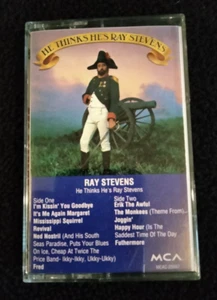 HE THINKS HE'S RAY STEVENS
RAY STEVENS
He Thinks He's Ray Stevens
Side One
I'm Kissin' You Goodbye
It's Me Again Margaret
Mississippi Squirrel
Revival
Ned Nostril (And His South
Seas Paradise, Puts Your Blues
On Ice, Cheap At Twice The
Price Band- Ikky-Ikky, Ukky-Ukky)
Fred
Side Two
Erik The Awful
The Monkees (Theme From)...
Joggin'
Happy Hour (Is The
Saddest Time Of The Day
Furthermore
MCA